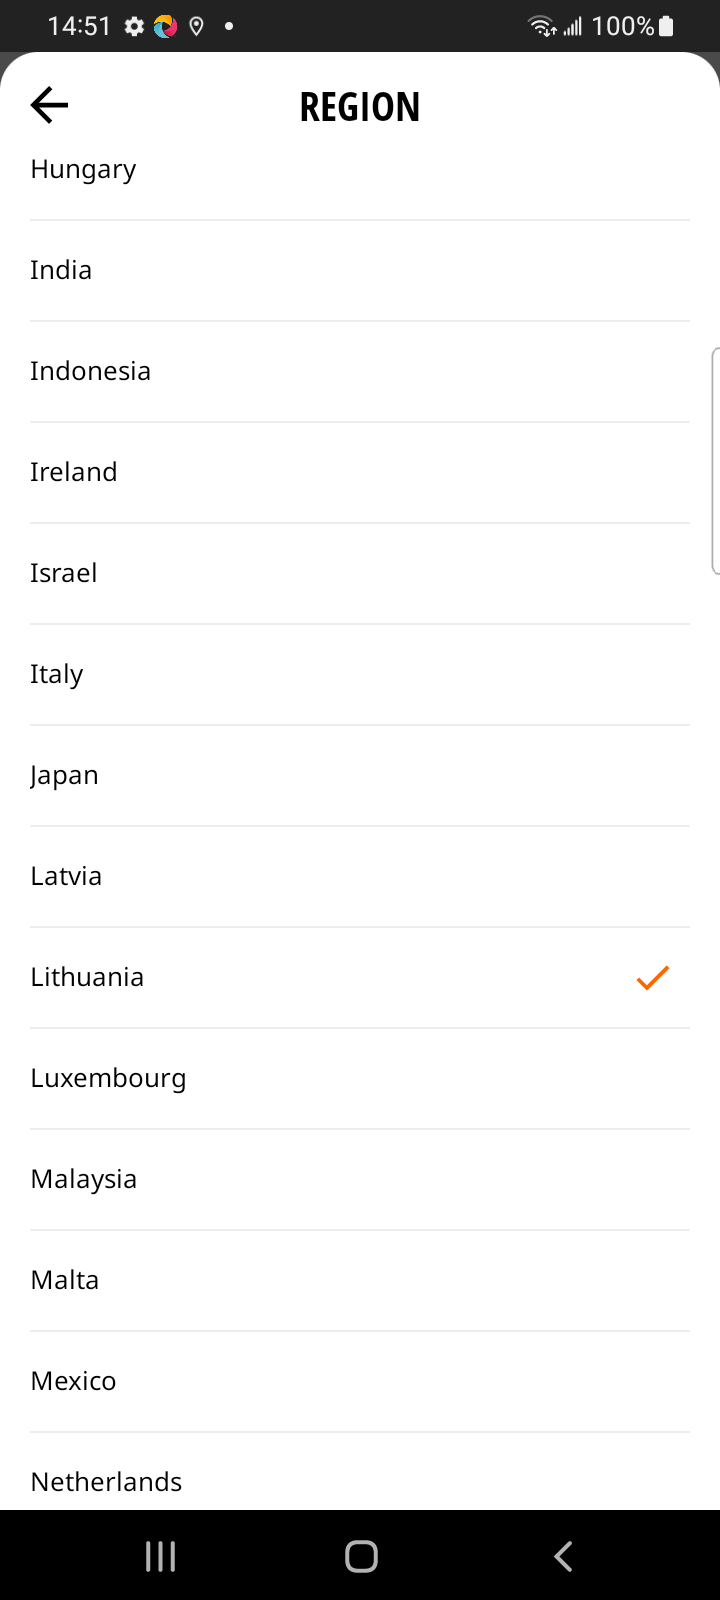 14:51
100%
REGION
Hungary
India
Indonesia
Ireland
Israel
Italy
Japan
Latvia
Lithuania
Luxembourg
Malaysia
Malta
Mexico
Netherlands